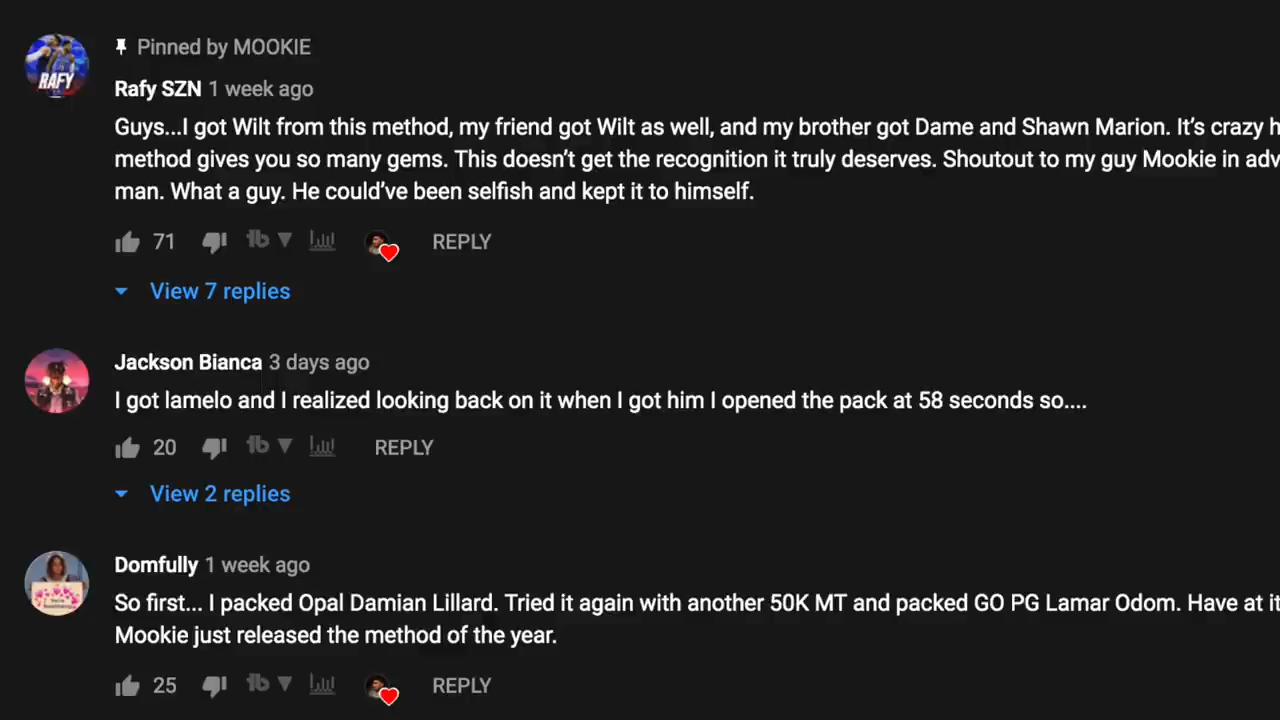 Pinned by MOOKIE
RAFY
Rafy SZN 1 week ago
Guys...I got Wilt from this method, my friend got Wilt as well, and my brother got Dame and Shawn Marion. It’s crazy
method gives you so many gems. This doesn’t get the recognition it truly deserves. Shoutout to my guy Mookie in
man. What a guy. He could’ve been selfish and kept it to himself.
71 REPLY
View 7 replies
Jackson Bianca 3 days ago
I got lamelo and I realized looking back on it when I got him I opened the pack at 58 seconds so....
20 REPLY
View 2 replies
Domfully 1 week ago
So first... I packed Opal Damian Lillard. Tried it again with another 50K MT and packed GO PG Lamar Odom. Have at it
Mookie just released the method of the year.
25 REPLY